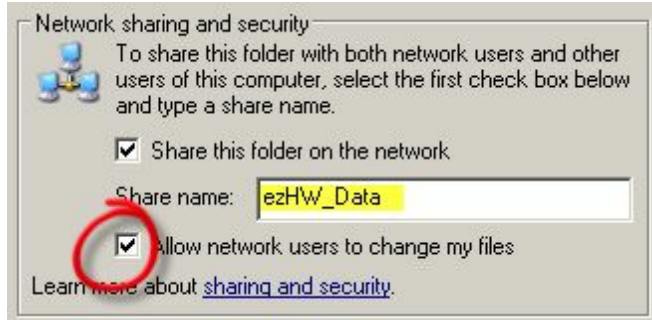 Network sharing and security
To share this folder with both network users and other
users of this computer, select the first check box below
and type a share name.
Share this folder on the network
Share name: ezHW_Data
Allow network users to change my files
Learn more about sharing and security.